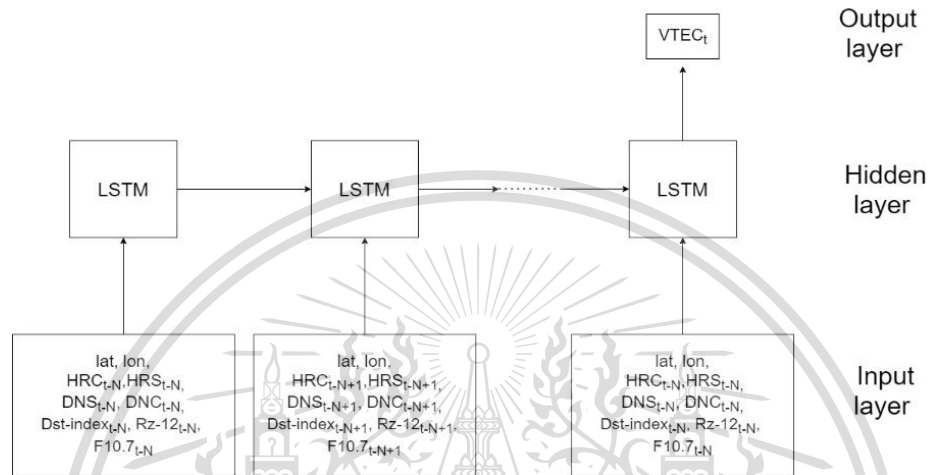 Output
layer
VTECₜ
LSTM
LSTM
LSTM
Hidden
layer
lat, lon,
HRCₜ₋N, HRSₜ₋N,
DNSₜ₋N, DNCₜ₋N,
Dst-indexₜ₋N, Rz-12ₜ₋N,
F10.7ₜ₋N
lat, lon,
HRCₜ₋N₊₁,HRSₜ₋N₊₁,
DNSₜ₋N₊₁, DNCₜ₋N₊₁,
Dst-indexₜ₋N₊₁, Rz-12ₜ₋N₊₁,
F10.7ₜ₋N₊₁
lat, lon,
HRCₜ₋N, HRSₜ₋N,
DNSₜ₋N, DNCₜ₋N,
Dst-indexₜ₋N, Rz-12ₜ₋N,
F10.7ₜ₋N
Input
layer